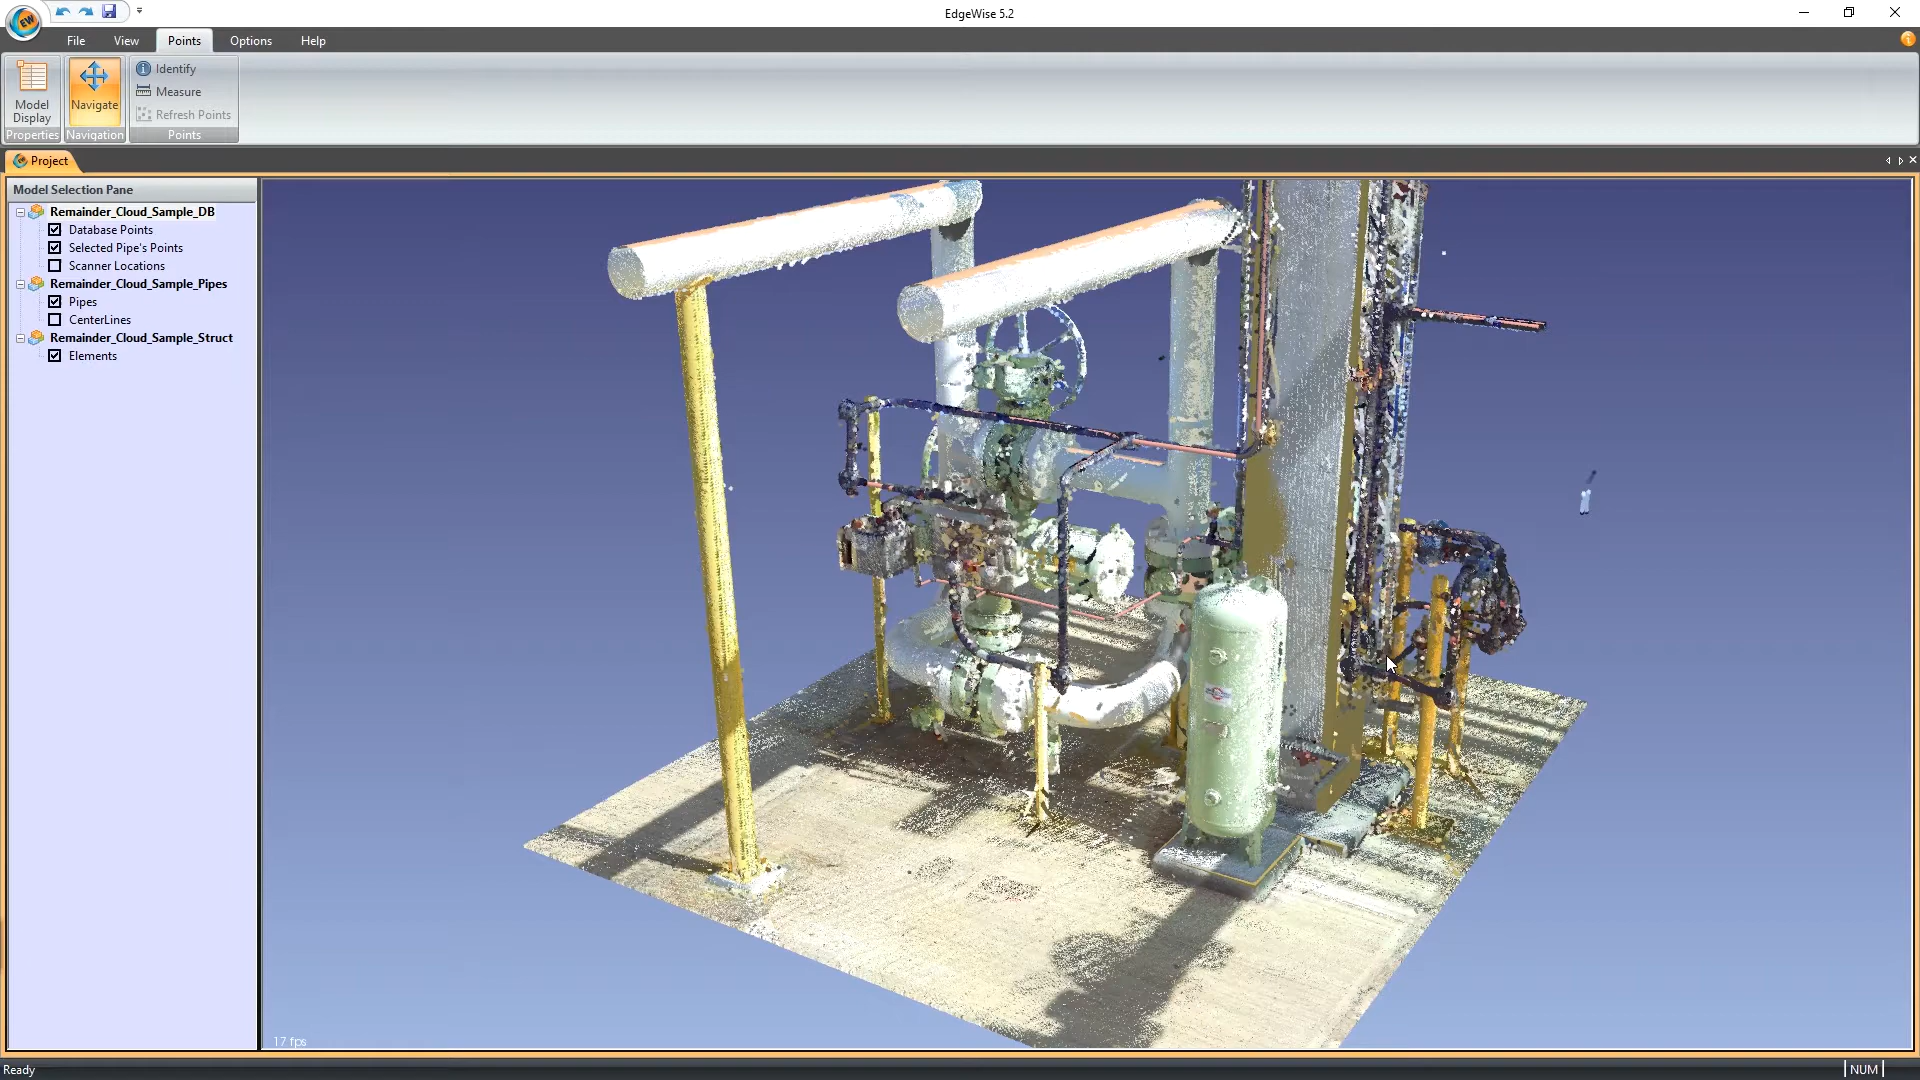 EdgeWise 5.2
EW
File View Points Options Help
Model Display
Navigate
Identify
Measure
Refresh Points
Properties Navigation Points
Project
Model Selection Pane
Remainder_Cloud_Sample_DB
Database Points
Selected Pipe's Points
Scanner Locations
Remainder_Cloud_Sample_Pipes
Pipes
CenterLines
Remainder_Cloud_Sample_Struct
Elements
17 fps
Ready
NUM